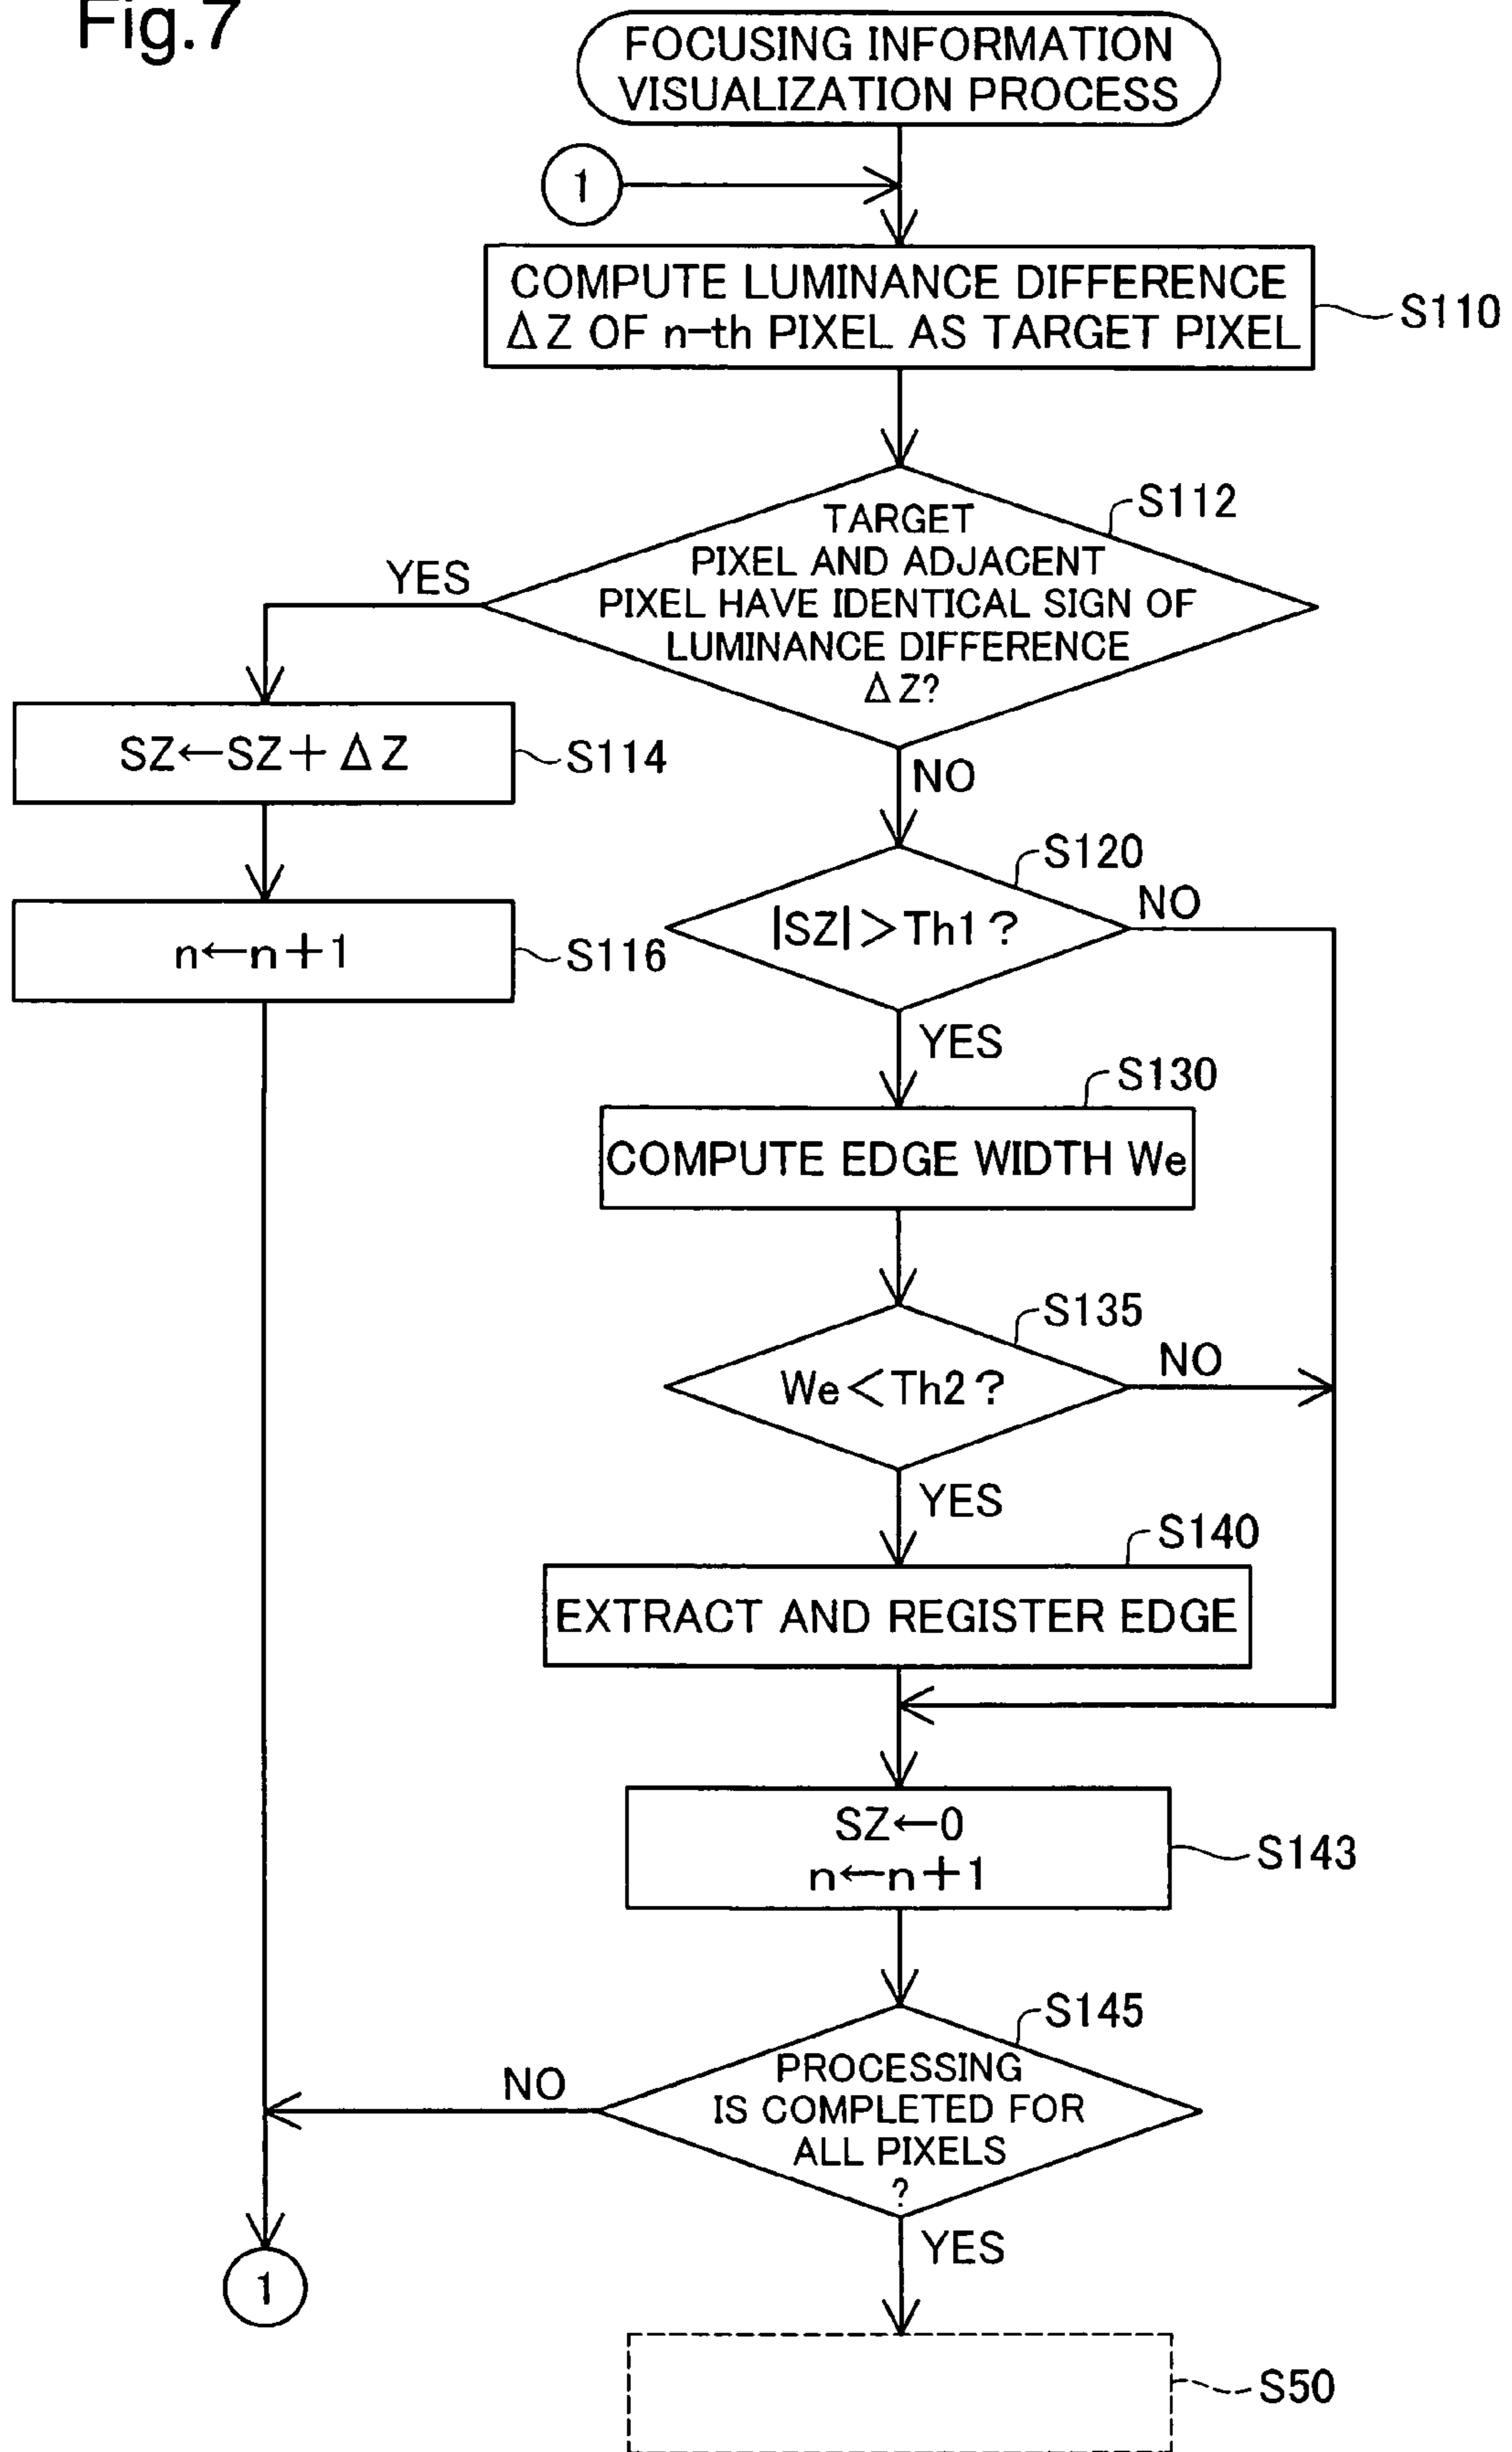 Fig.7
FOCUSING INFORMATION
VISUALIZATION PROCESS
1
COMPUTE LUMINANCE DIFFERENCE
ΔZ OF n-th PIXEL AS TARGET PIXEL
S110
S112
TARGET
PIXEL AND ADJACENT
PIXEL HAVE IDENTICAL SIGN OF
LUMINANCE DIFFERENCE
ΔZ?
YES
SZ←SZ+ΔZ
S114
NO
n←n+1
S116
S120
|SZ|>Th1?
NO
YES
S130
COMPUTE EDGE WIDTH We
S135
We<Th2?
NO
YES
S140
EXTRACT AND REGISTER EDGE
SZ←0
n←n+1
S143
S145
PROCESSING
IS COMPLETED FOR
ALL PIXELS
?
NO
YES
1
S50